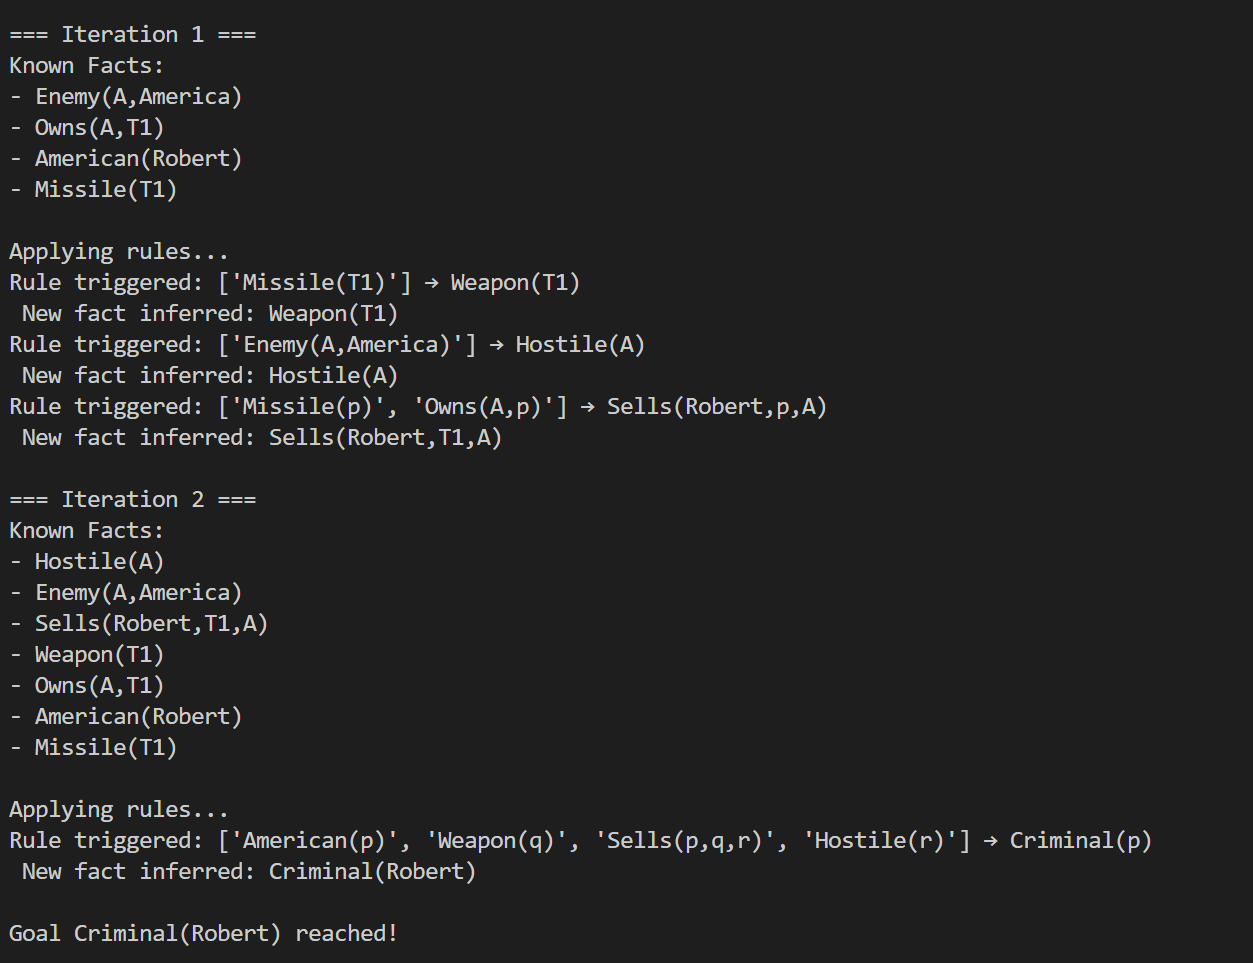 === Iteration 1 ===
Known Facts:
- Enemy(A,America)
- Owns(A,T1)
- American(Robert)
- Missile(T1)

Applying rules...
Rule triggered: ['Missile(T1)'] → Weapon(T1)
 New fact inferred: Weapon(T1)
Rule triggered: ['Enemy(A,America)'] → Hostile(A)
 New fact inferred: Hostile(A)
Rule triggered: ['Missile(p)', 'Owns(A,p)'] → Sells(Robert,p,A)
 New fact inferred: Sells(Robert,T1,A)

=== Iteration 2 ===
Known Facts:
- Hostile(A)
- Enemy(A,America)
- Sells(Robert,T1,A)
- Weapon(T1)
- Owns(A,T1)
- American(Robert)
- Missile(T1)

Applying rules...
Rule triggered: ['American(p)', 'Weapon(q)', 'Sells(p,q,r)', 'Hostile(r)'] → Criminal(p)
 New fact inferred: Criminal(Robert)

Goal Criminal(Robert) reached!